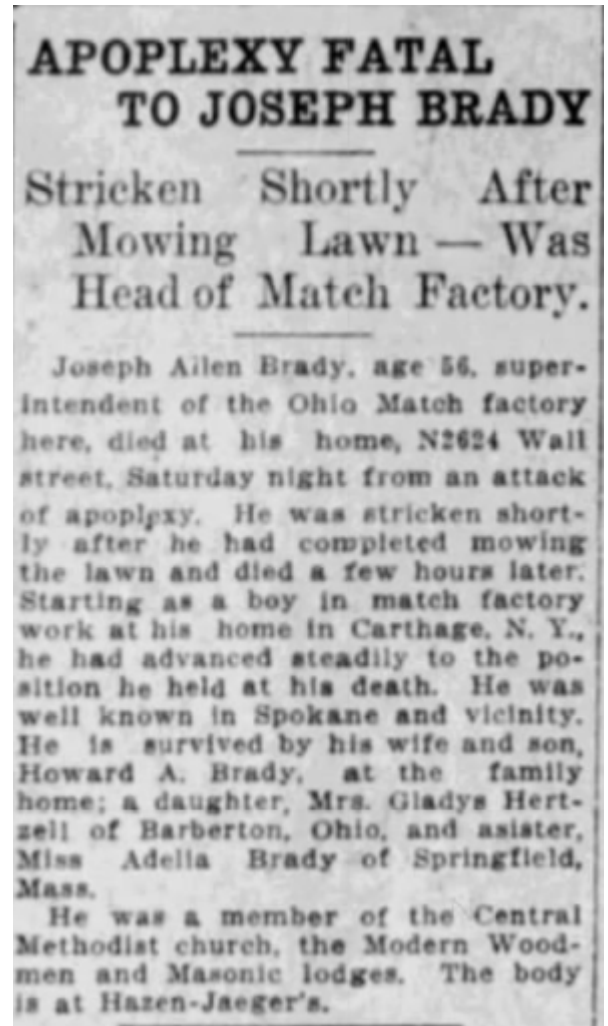 APOPLEXY FATAL
TO JOSEPH BRADY
Stricken Shortly After
Mowing Lawn — Was
Head of Match Factory.
Joseph Allen Brady, age 56, super-
intendent of the Ohio Match factory
here, died at his home, N2624 Wall
street, Saturday night from an attack
of apoplexy. He was stricken short-
ly after he had completed mowing
the lawn and died a few hours later.
Starting as a boy in match factory
work at his home in Carthage, N. Y.,
he had advanced steadily to the po-
sition he held at his death. He was
well known in Spokane and vicinity.
He is survived by his wife and son,
Howard A. Brady, at the family
home; a daughter, Mrs. Gladys Hert-
zell of Barberton, Ohio, and asister,
Miss Adella Brady of Springfield,
Mass.
He was a member of the Central
Methodist church, the Modern Wood-
men and Masonic lodges. The body
is at Hazen-Jaeger's.